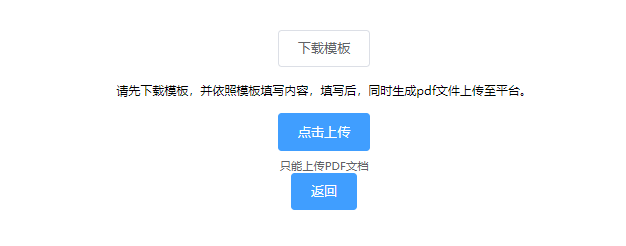 下载模板
请先下载模板，并依照模板填写内容，填写后，同时生成pdf文件上传至平台。
点击上传
只能上传PDF文档
返回